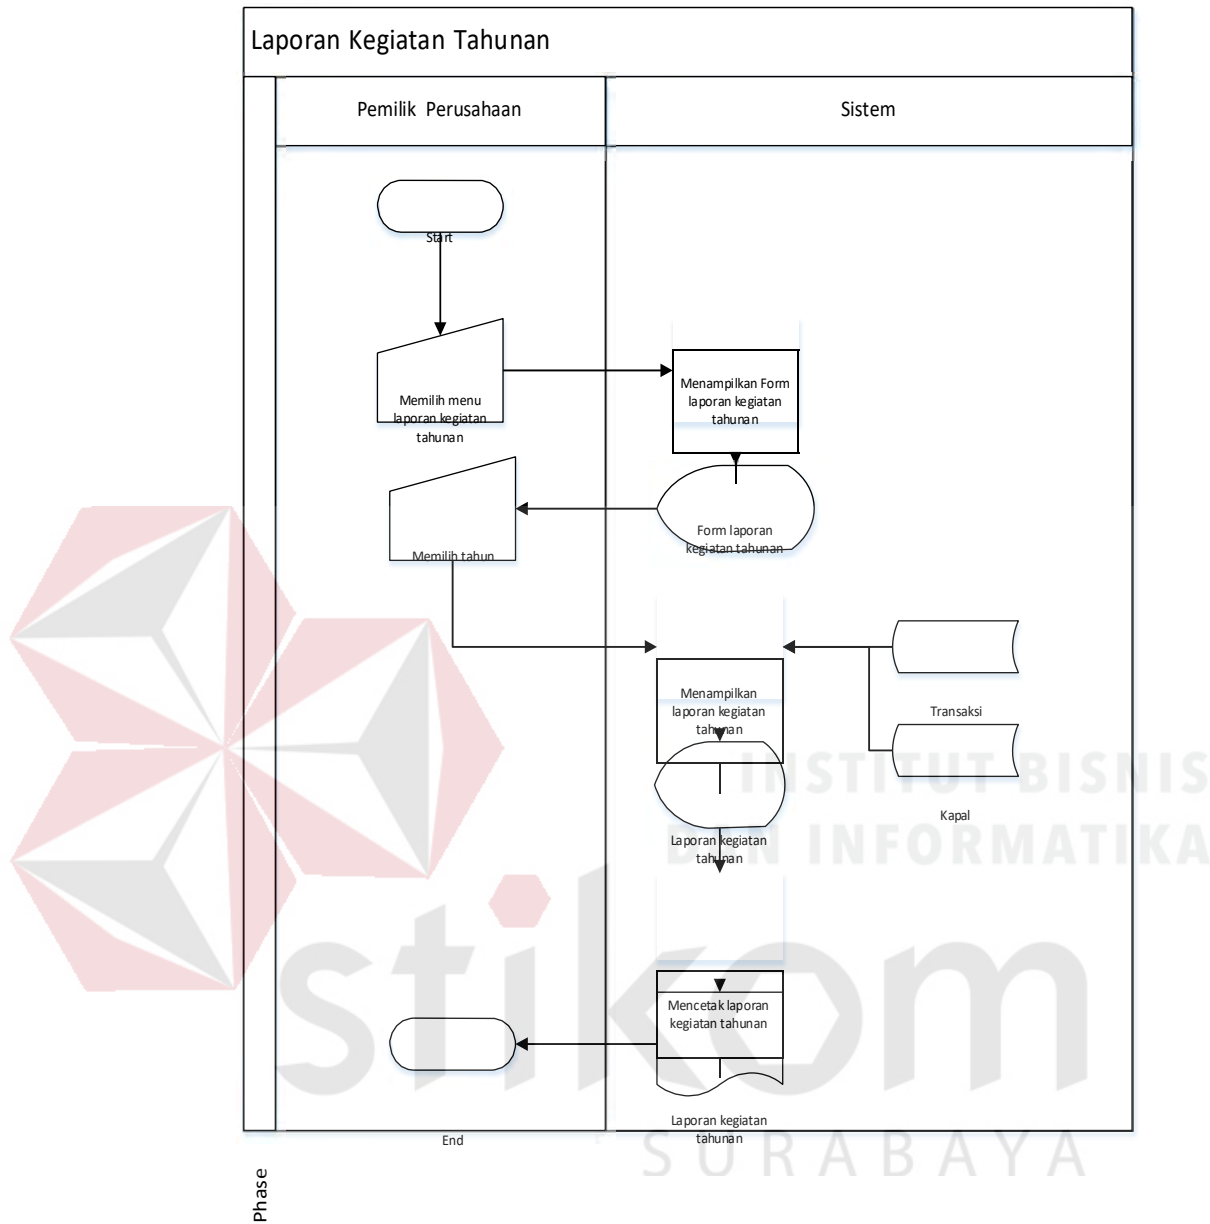 Laporan Kegiatan Tahunan
Pemilik Perusahaan
Sistem
Start
Memilih menu
laporan kegiatan
tahunan
Menampilkan Form
laporan kegiatan
tahunan
Form laporan
kegiatan tahunan
Memilih tahun
Menampilkan
laporan kegiatan
tahunan
Transaksi
Kapal
Laporan kegiatan
tahunan
Mencetak laporan
kegiatan tahunan
Laporan kegiatan
tahunan
End
Phase
INSTITUT BISNIS
DAN INFORMATIKA
stikom
SURABAYA